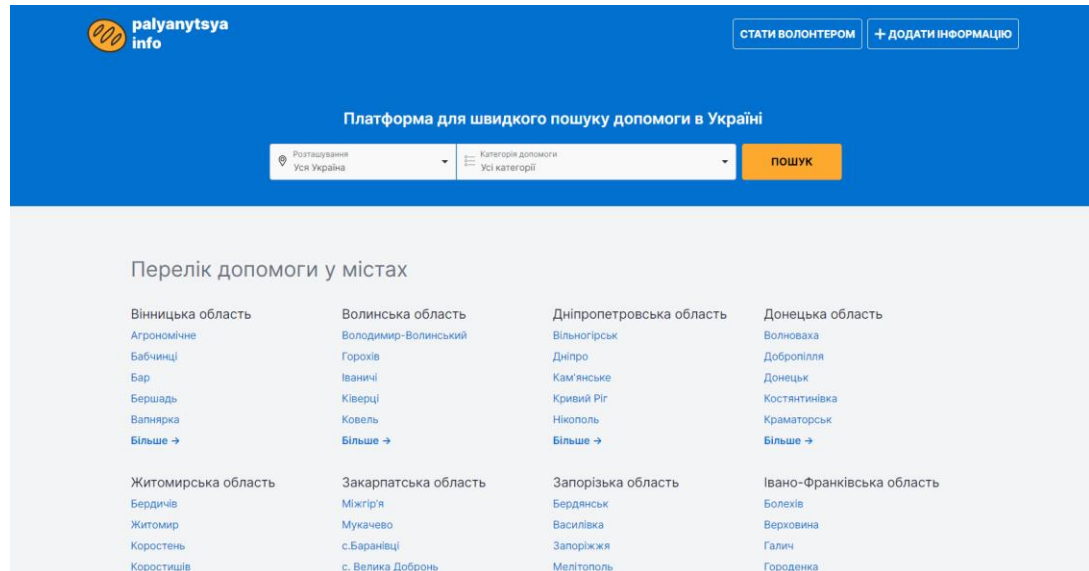 palyanytsya
info
СТАТИ ВОЛОНТЕРОМ
+ ДОДАТИ ІНФОРМАЦІЮ
Платформа для швидкого пошуку допомоги в Україні
Розташування
Уся Україна
Категорія допомоги
Усі категорії
ПОШУК
Перелік допомоги у містах
Вінницька область
Агрономічне
Бабчинці
Бар
Бершадь
Вапнярка
Більше →
Волинська область
Володимир-Волинський
Горохів
Іваничі
Ківерці
Ковель
Більше →
Дніпропетровська область
Вільногірськ
Дніпро
Кам'янське
Кривий Ріг
Нікополь
Більше →
Донецька область
Волноваха
Добропілля
Донецьк
Костянтинівка
Краматорськ
Більше →
Житомирська область
Бердичів
Житомир
Коростень
Коростишів
Закарпатська область
Міжгір'я
Мукачево
с.Баранівці
с. Велика Добронь
Запорізька область
Бердянськ
Василівка
Запоріжжя
Мелітополь
Івано-Франківська область
Болехів
Верховина
Галич
Городенка